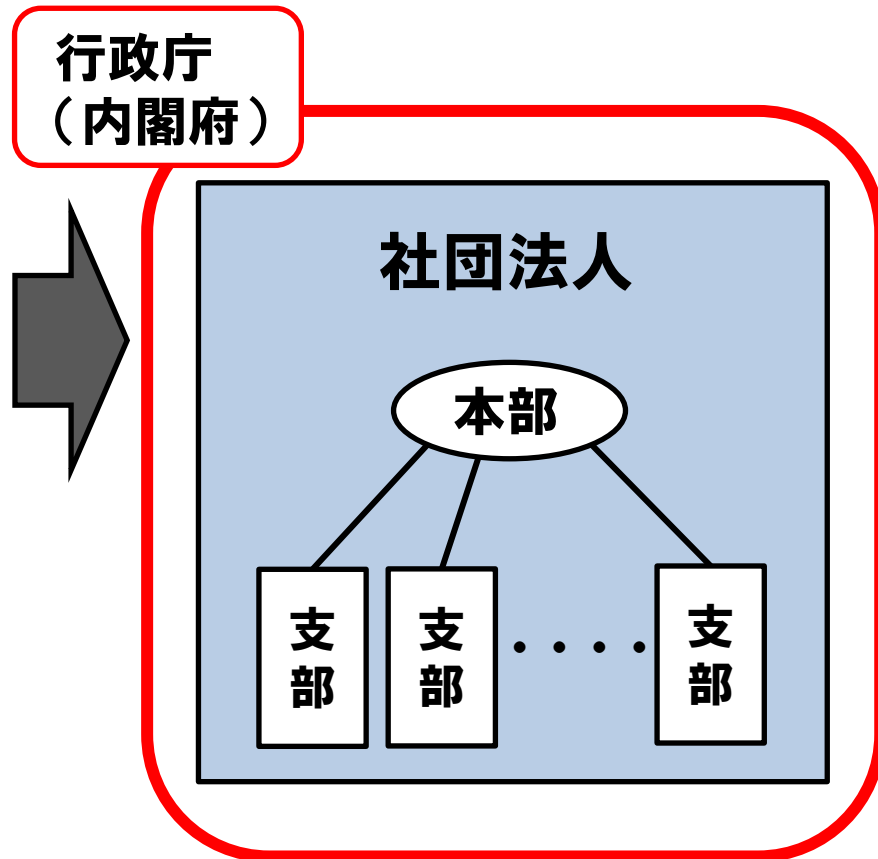 行政庁
（内閣府）
社団法人
本部
支部
支部
・・・・
支部